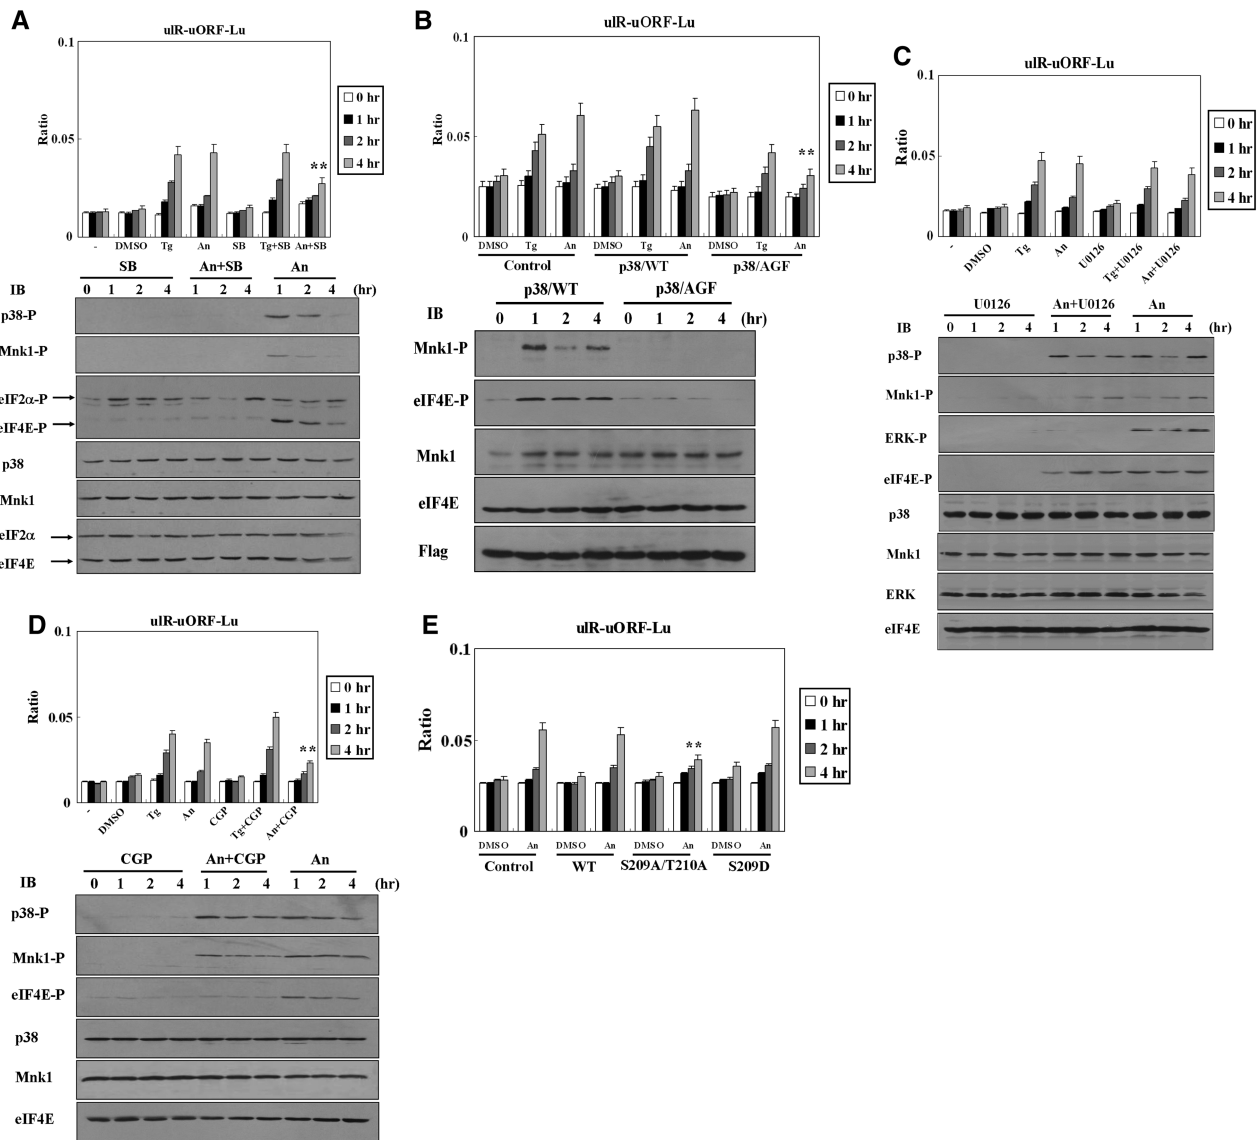 A
uIR-uORF-Lu
0.1
0.05
0
Ratio
0 hr
1 hr
2 hr
4 hr
**
- DMSO Tg An SB Tg+SB An+SB
SB An+SB An
IB 0 1 2 4 1 2 4 1 2 4 (hr)
p38-P
Mnk1-P
eIF2α-P
eIF4E-P
p38
Mnk1
eIF2α
eIF4E
B
uIR-uORF-Lu
0.1
0.05
0
Ratio
0 hr
1 hr
2 hr
4 hr
**
DMSO Tg An DMSO Tg An DMSO Tg An
Control p38/WT p38/AGF
p38/WT p38/AGF
IB 0 1 2 4 0 1 2 4 (hr)
Mnk1-P
eIF4E-P
Mnk1
eIF4E
Flag
C
uIR-uORF-Lu
0.1
0.05
0
Ratio
0 hr
1 hr
2 hr
4 hr
- DMSO Tg An U0126 Tg+U0126 An+U0126
U0126 An+U0126 An
IB 0 1 2 4 1 2 4 1 2 4 (hr)
p38-P
Mnk1-P
ERK-P
eIF4E-P
p38
Mnk1
ERK
eIF4E
D
uIR-uORF-Lu
0.1
0.05
0
Ratio
0 hr
1 hr
2 hr
4 hr
**
- DMSO Tg An CGP Tg+CGP An+CGP
CGP An+CGP An
IB 0 1 2 4 1 2 4 1 2 4 (hr)
p38-P
Mnk1-P
eIF4E-P
p38
Mnk1
eIF4E
E
uIR-uORF-Lu
0.1
0.05
0
Ratio
0 hr
1 hr
2 hr
4 hr
**
DMSO An DMSO An DMSO An DMSO An
Control WT S209A/T210A S209D